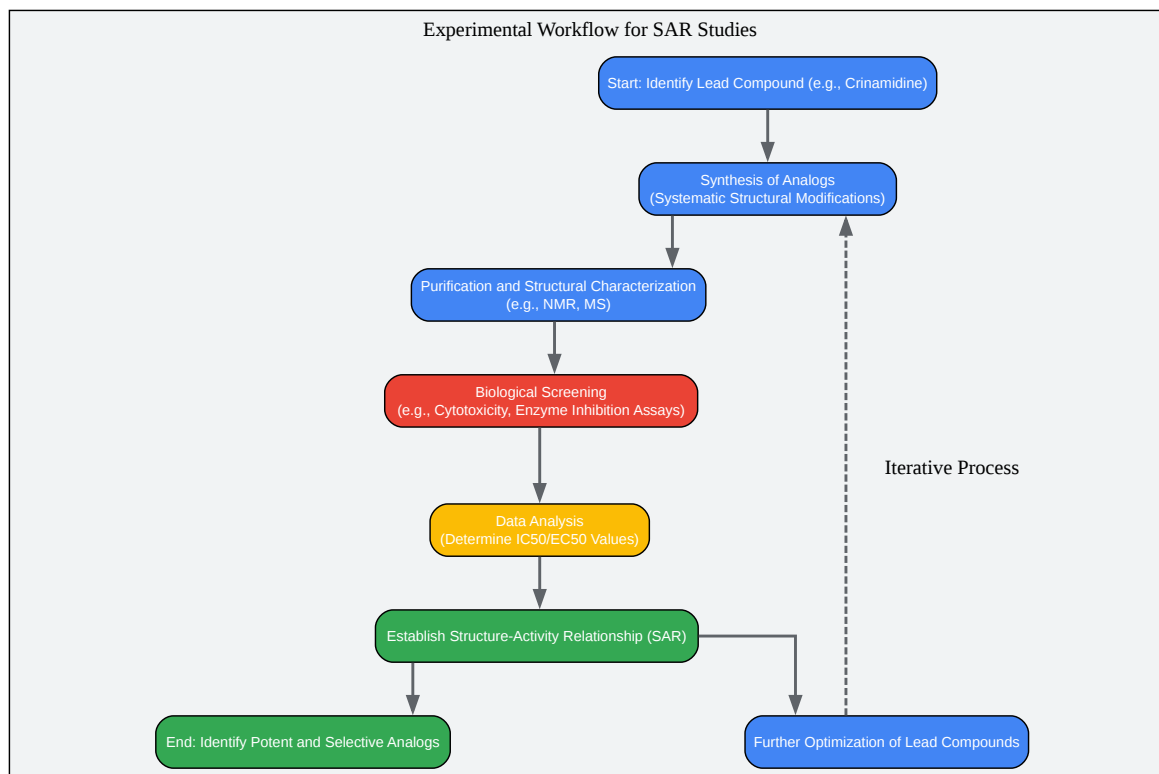 Experimental Workflow for SAR Studies
Start: Identify Lead Compound (e.g., Crinamidine)
Synthesis of Analogs
(Systematic Structural Modifications)
Purification and Structural Characterization
(e.g., NMR, MS)
Biological Screening
(e.g., Cytotoxicity, Enzyme Inhibition Assays)
Iterative Process
Data Analysis
(Determine IC50/EC50 Values)
Establish Structure-Activity Relationship (SAR)
End: Identify Potent and Selective Analogs
Further Optimization of Lead Compounds